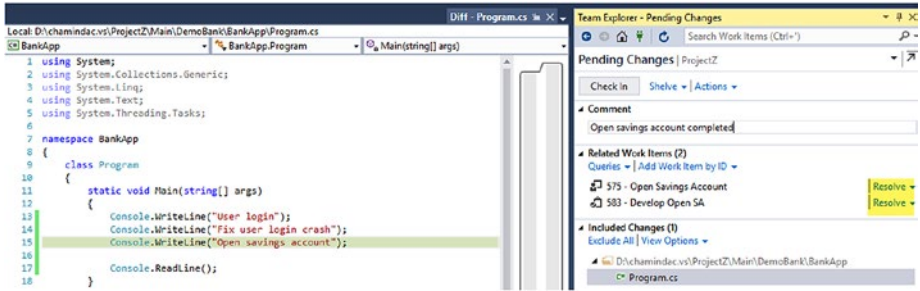 Diff - Program.cs
Local: D:\chamindac.vs\ProjectZ\Main\DemoBank\BankApp\Program.cs
BankApp BankApp.Program Main(string[] args)
1 using System;
2 using System.Collections.Generic;
3 using System.Linq;
4 using System.Text;
5 using System.Threading.Tasks;
6
7 namespace BankApp
8 {
9 class Program
10 {
11 static void Main(string[] args)
12 {
13 Console.WriteLine("User login");
14 Console.WriteLine("Fix user login crash");
15 Console.WriteLine("Open savings account");
16
17 Console.ReadLine();
18 }
Team Explorer - Pending Changes
Search Work Items (Ctrl+')
Pending Changes | ProjectZ
Check In Shelve Actions
Comment
Open savings account completed
Related Work Items (2)
Queries Add Work Item by ID
575 - Open Savings Account Resolve
583 - Develop Open SA Resolve
Included Changes (1)
Exclude All View Options
D:\chamindac.vs\ProjectZ\Main\DemoBank\BankApp
C# Program.cs